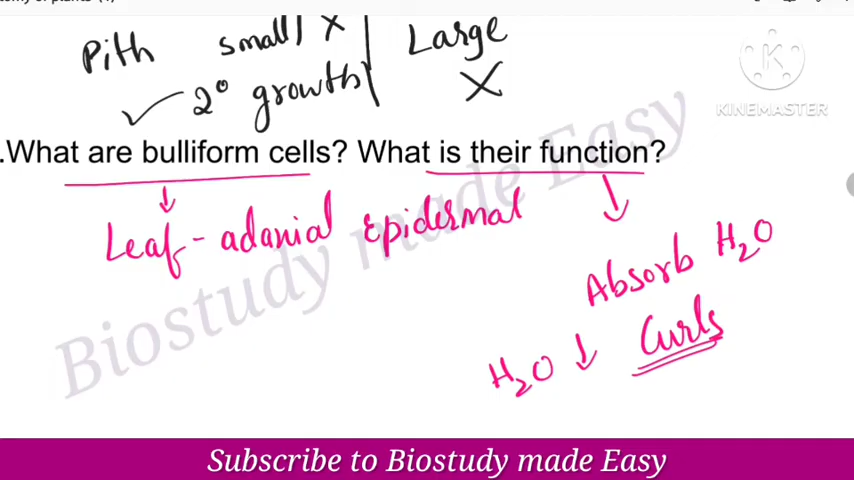 Pith small X Large
✓ 2° growth X
KINEMASTER
.What are bulliform cells? What is their function?
Leaf - adanial Epidermal
Absorb H₂O
H₂O ↓ Curls
Biostudy made Easy
Subscribe to Biostudy made Easy